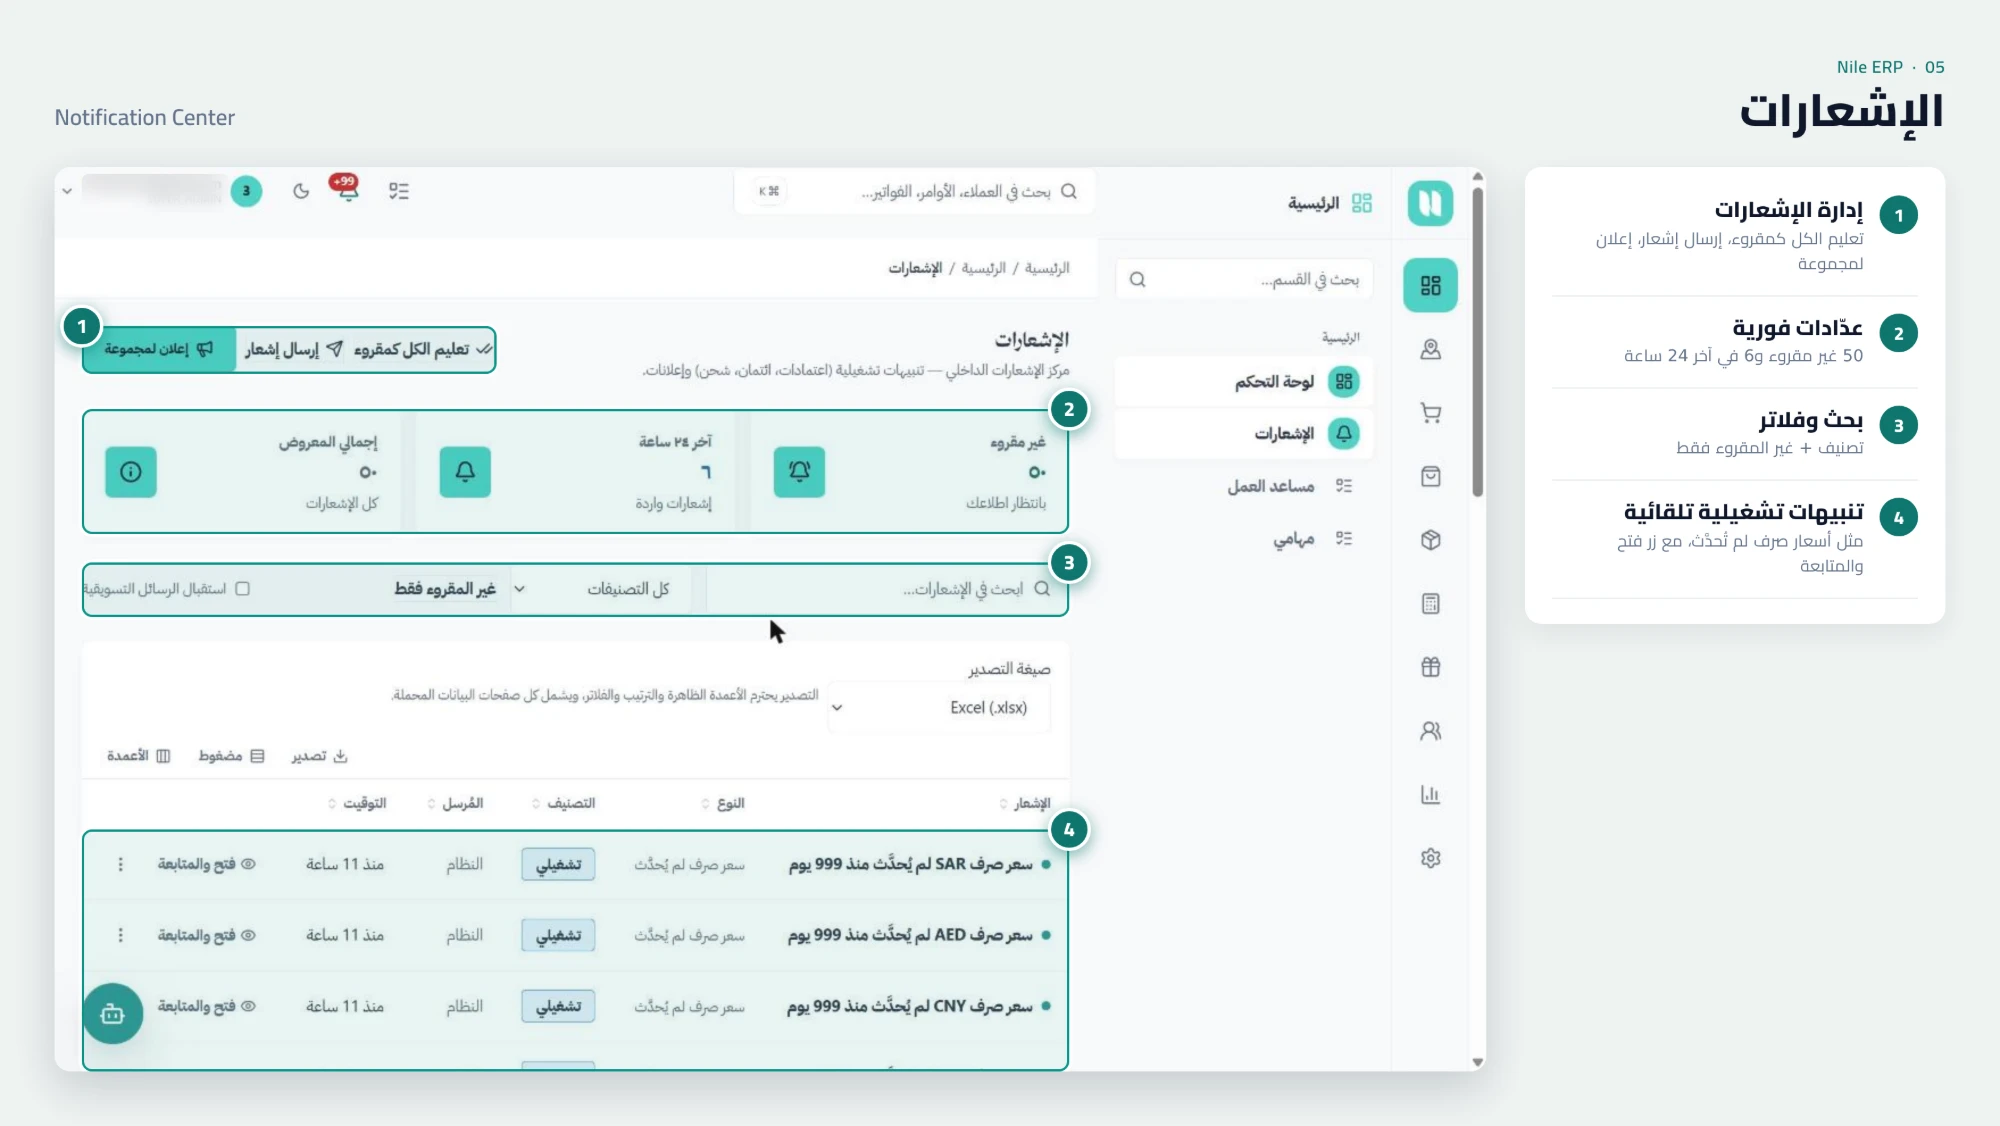 Nile ERP · 05
الإشعارات
Notification Center
1
إدارة الإشعارات
تعليم الكل كمقروء، إرسال إشعار، إعلان
لمجموعة
2
عدّادات فورية
50 غير مقروء و6 في آخر 24 ساعة
3
بحث وفلاتر
تصنيف + غير المقروء فقط
4
تنبيهات تشغيلية تلقائية
مثل أسعار صرف لم تُحدَّث، مع زر فتح
والمتابعة
الرئيسية
بحث في العملاء، الأوامر، الفواتير...
⌘ K
+99
3
بحث في القسم...
الرئيسية
لوحة التحكم
الإشعارات
مساعد العمل
مهامي
الرئيسية / الرئيسية / الإشعارات
الإشعارات
مركز الإشعارات الداخلي — تنبيهات تشغيلية (اعتمادات، ائتمان، شحن) وإعلانات.
1
تعليم الكل كمقروء
إرسال إشعار
إعلان لمجموعة
2
غير مقروء
٥٠
بانتظار اطلاعك
آخر ٢٤ ساعة
٦
إشعارات واردة
إجمالي المعروض
٥٠
كل الإشعارات
3
ابحث في الإشعارات...
كل التصنيفات
غير المقروء فقط
استقبال الرسائل التسويقية
صيغة التصدير
Excel (.xlsx)
التصدير يحترم الأعمدة الظاهرة والترتيب والفلاتر، ويشمل كل صفحات البيانات المحملة.
تصدير
مضغوط
الأعمدة
الإشعار النوع التصنيف المُرسل التوقيت
4
سعر صرف SAR لم يُحدَّث منذ 999 يوم سعر صرف لم يُحدَّث تشغيلي النظام منذ 11 ساعة فتح والمتابعة
سعر صرف AED لم يُحدَّث منذ 999 يوم سعر صرف لم يُحدَّث تشغيلي النظام منذ 11 ساعة فتح والمتابعة
سعر صرف CNY لم يُحدَّث منذ 999 يوم سعر صرف لم يُحدَّث تشغيلي النظام منذ 11 ساعة فتح والمتابعة